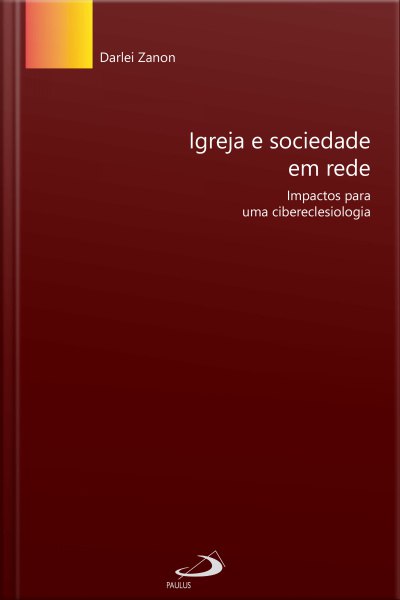 Darlei Zanon
Igreja e sociedade
em rede
Impactos para
uma cibereclesiologia
PAULUS